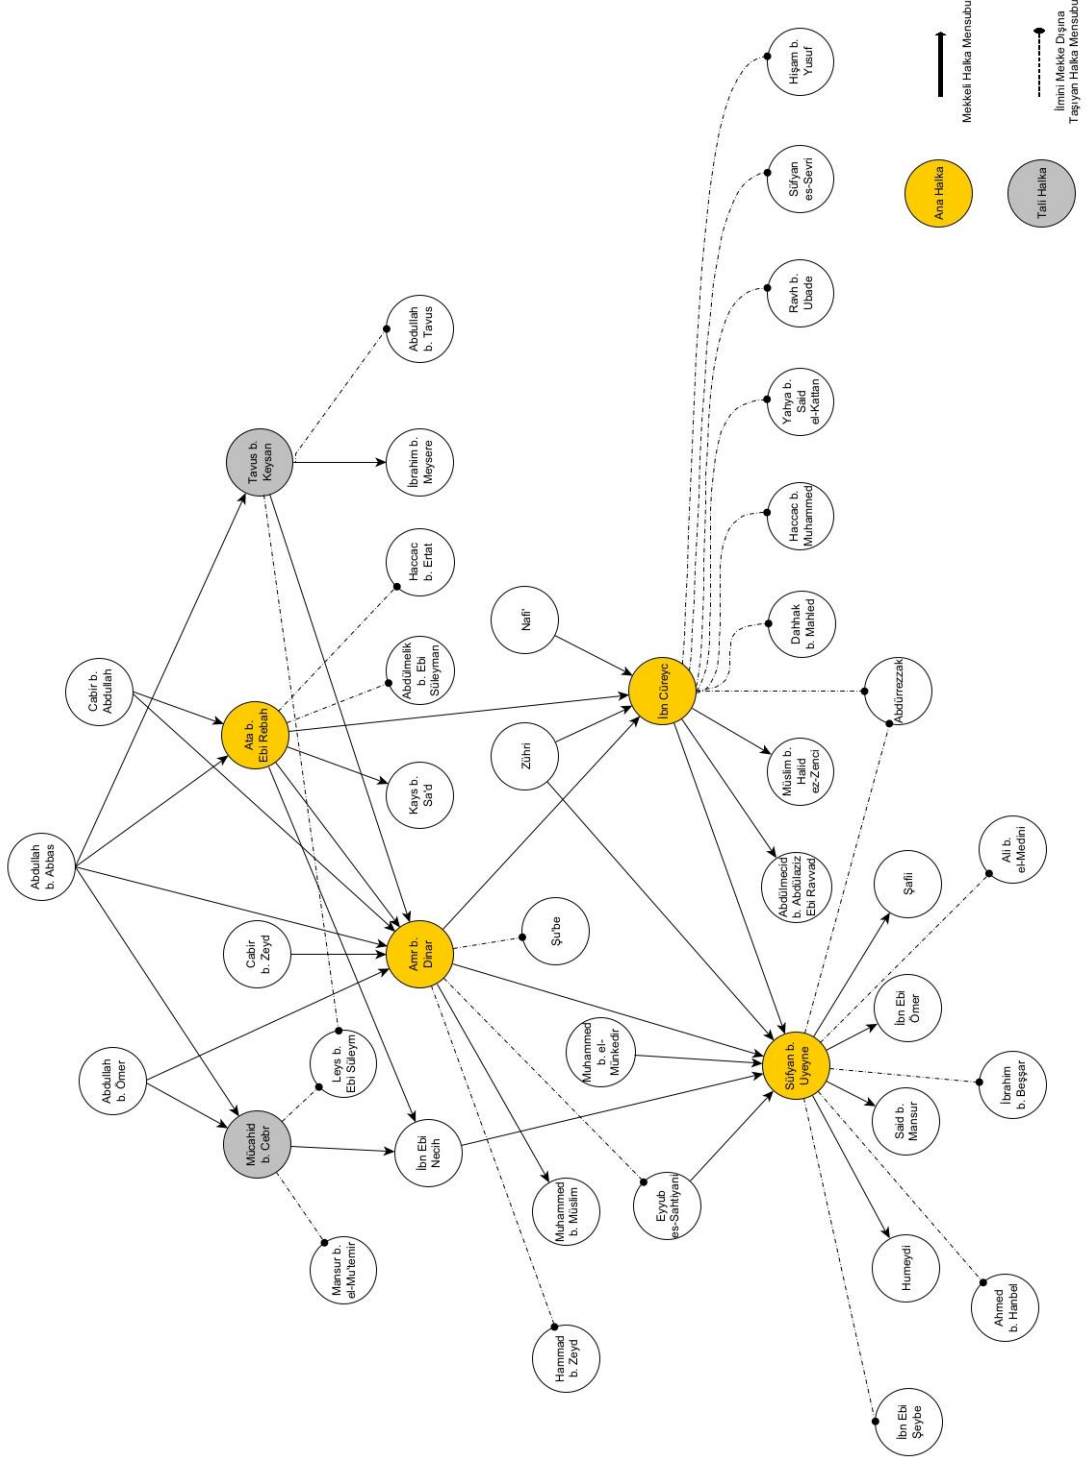 Abdullah
b. Abbas
Cabir b.
Abdullah
Abdullah
b. Ömer
Tavus b.
Keysan
Ata b.
Ebi Rebah
Cabir
b. Zeyd
Mücahid
b. Cebr
Leys b.
Ebi Süleym
Mansur b.
el-Mu'temir
Abdullah
b. Tavus
İbrahim b.
Meysere
Haccac
b. Ertat
Abdülmelik
b. Ebi
Süleyman
Kays b.
Sa'd
Amr b.
Dinar
İbn Ebi
Necih
Nafi'
Zühri
Şu'be
Muhammed
b. Müslim
Hammad
b. Zeyd
Muhammed
b. el-
Münkedir
Eyyub
es-Sahtiyani
İbn Cüreyc
Hişam b.
Yusuf
Süfyan
es-Sevri
Ravh b.
Ubade
Yahya b.
Said
el-Kattan
Haccac b.
Muhammed
Dahhak
b. Mahled
Müslim b.
Halid
ez-Zenci
Abdülmecid
b. Abdülaziz
Ebi Ravvad
Süfyan b.
Uyeyne
Abdürrezzak
Şafii
İbn Ebi
Ömer
Said b.
Mansur
Humeydi
İbn Ebi
Şeybe
Ali b.
el-Medini
İbrahim
b. Beşşar
Ahmed
b. Hanbel
Ana Halka
Mekkeli Halka Mensubu
Tali Halka
İlmini Mekke Dışına
Taşıyan Halka Mensubu